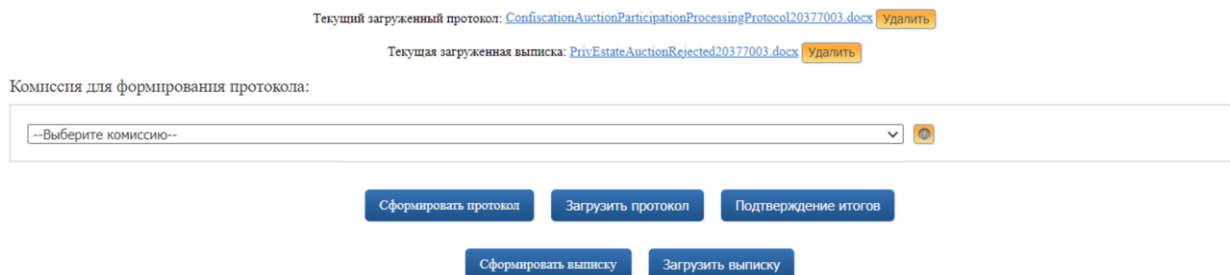 Текущий загруженный протокол: ConfiscationAuctionParticipationProcessingProtocol20377003.docx Удалить
Текущая загруженная выписка: PrivEstateAuctionRejected20377003.docx Удалить
Комиссия для формирования протокола:
--Выберите комиссию--
Сформировать протокол Загрузить протокол Подтверждение итогов
Сформировать выписку Загрузить выписку